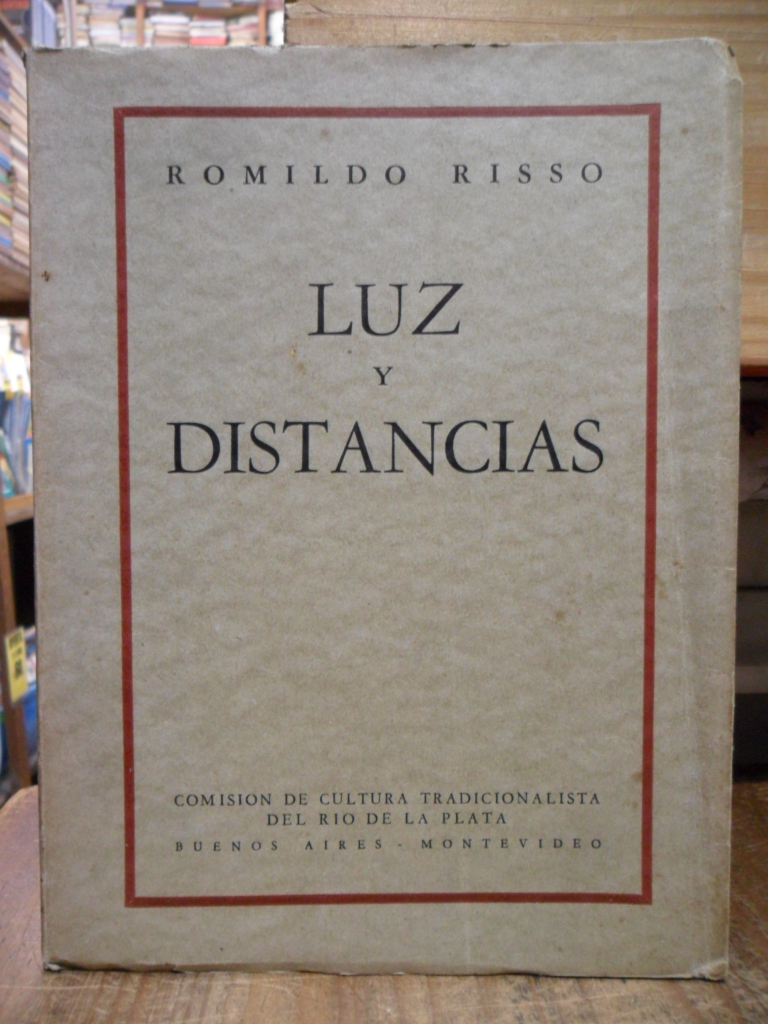 ROMILDO RISSO
LUZ
Y
DISTANCIAS
COMISION DE CULTURA TRADICIONALISTA
DEL RIO DE LA PLATA
BUENOS AIRES - MONTEVIDEO